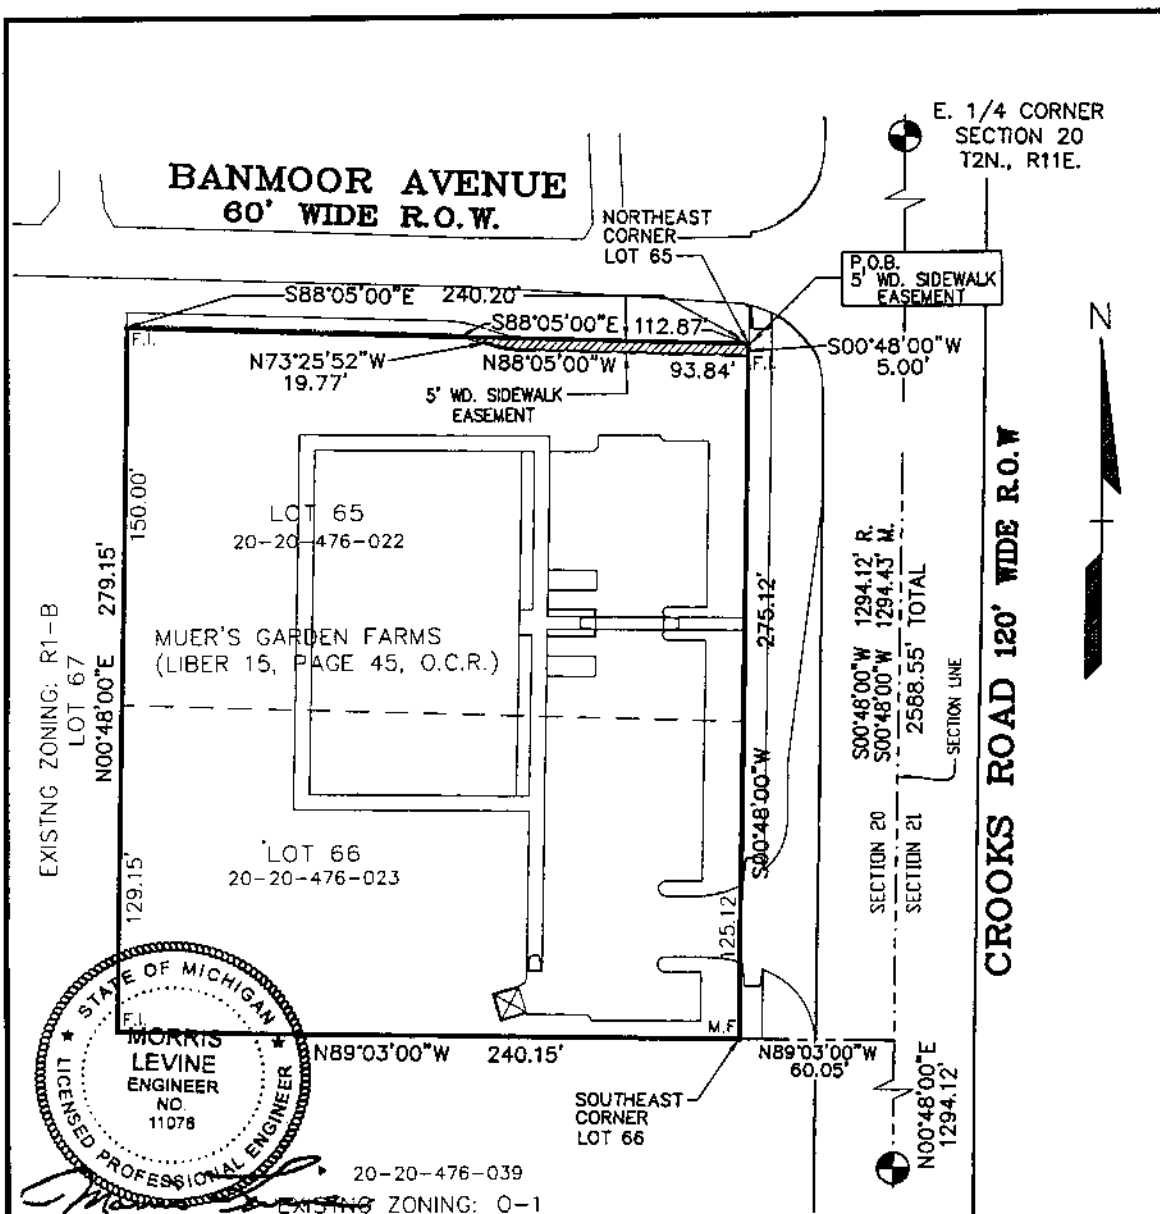 E. 1/4 CORNER
SECTION 20
T2N., R11E.
BANMOOR AVENUE
60' WIDE R.O.W.
NORTHEAST
CORNER
LOT 65
P.O.B.
5' WD. SIDEWALK
EASEMENT
S88°05'00"E 240.20'
S88°05'00"E 112.87'
F.I.
N73°25'52"W
19.77'
N88°05'00"W 93.84'
F.I.
S00°48'00"W
5.00'
5' WD. SIDEWALK
EASEMENT
N
150.00'
LOT 65
20-20-476-022
279.15'
N00°48'00"E
EXISTNG ZONING: R1-B
LOT 67
MUER'S GARDEN FARMS
(LIBER 15, PAGE 45, O.C.R.)
275.12'
S00°48'00"W
S00°48'00"W 1294.12' R.
S00°48'00"W 1294.43' M.
2588.55' TOTAL
SECTION LINE
CROOKS ROAD 120' WIDE R.O.W
SECTION 20
SECTION 21
129.15'
LOT 66
20-20-476-023
125.12'
F.I.
M.F
N89°03'00"W 240.15'
N89°03'00"W
60.05'
SOUTHEAST
CORNER
LOT 66
N00°48'00"E
1294.12'
STATE OF MICHIGAN
MORRIS
LEVINE
ENGINEER
NO.
11078
LICENSED PROFESSIONAL ENGINEER
20-20-476-039
EXISTNG ZONING: O-1